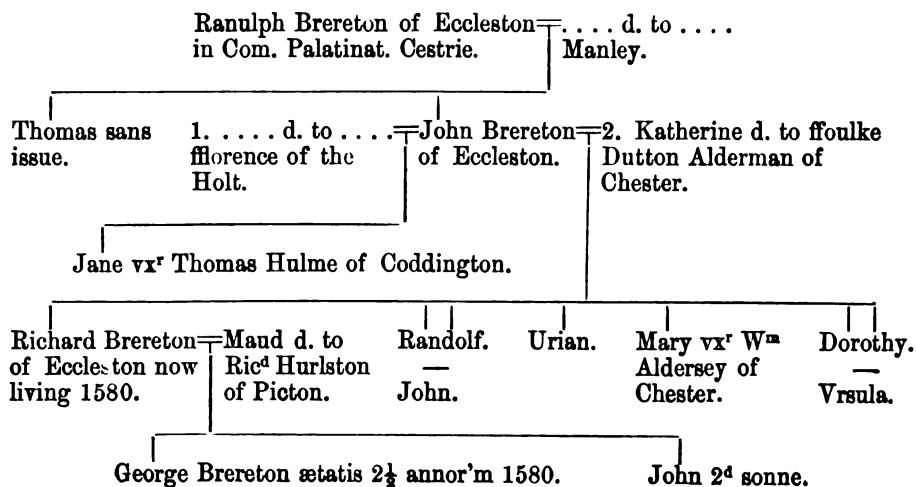 Ranulph Brereton of Eccleston . . . . d. to . . . .
in Com. Palatinat. Cestrie. Manley.
Thomas sans
issue.
1. . . . . d. to . . . .
fflorence of the
Holt.
John Brereton
of Eccleston.
2. Katherine d. to ffoulke
Dutton Alderman of
Chester.
Jane vxʳ Thomas Hulme of Coddington.
Richard Brereton
of Eccleston now
living 1580.
Maud d. to
Ricᵈ Hurlston
of Picton.
Randolf.
—
John.
Urian.
Mary vxʳ Wᵐ
Aldersey of
Chester.
Dorothy.
—
Vrsula.
George Brereton ætatis 2½ annor'm 1580.
John 2ᵈ sonne.